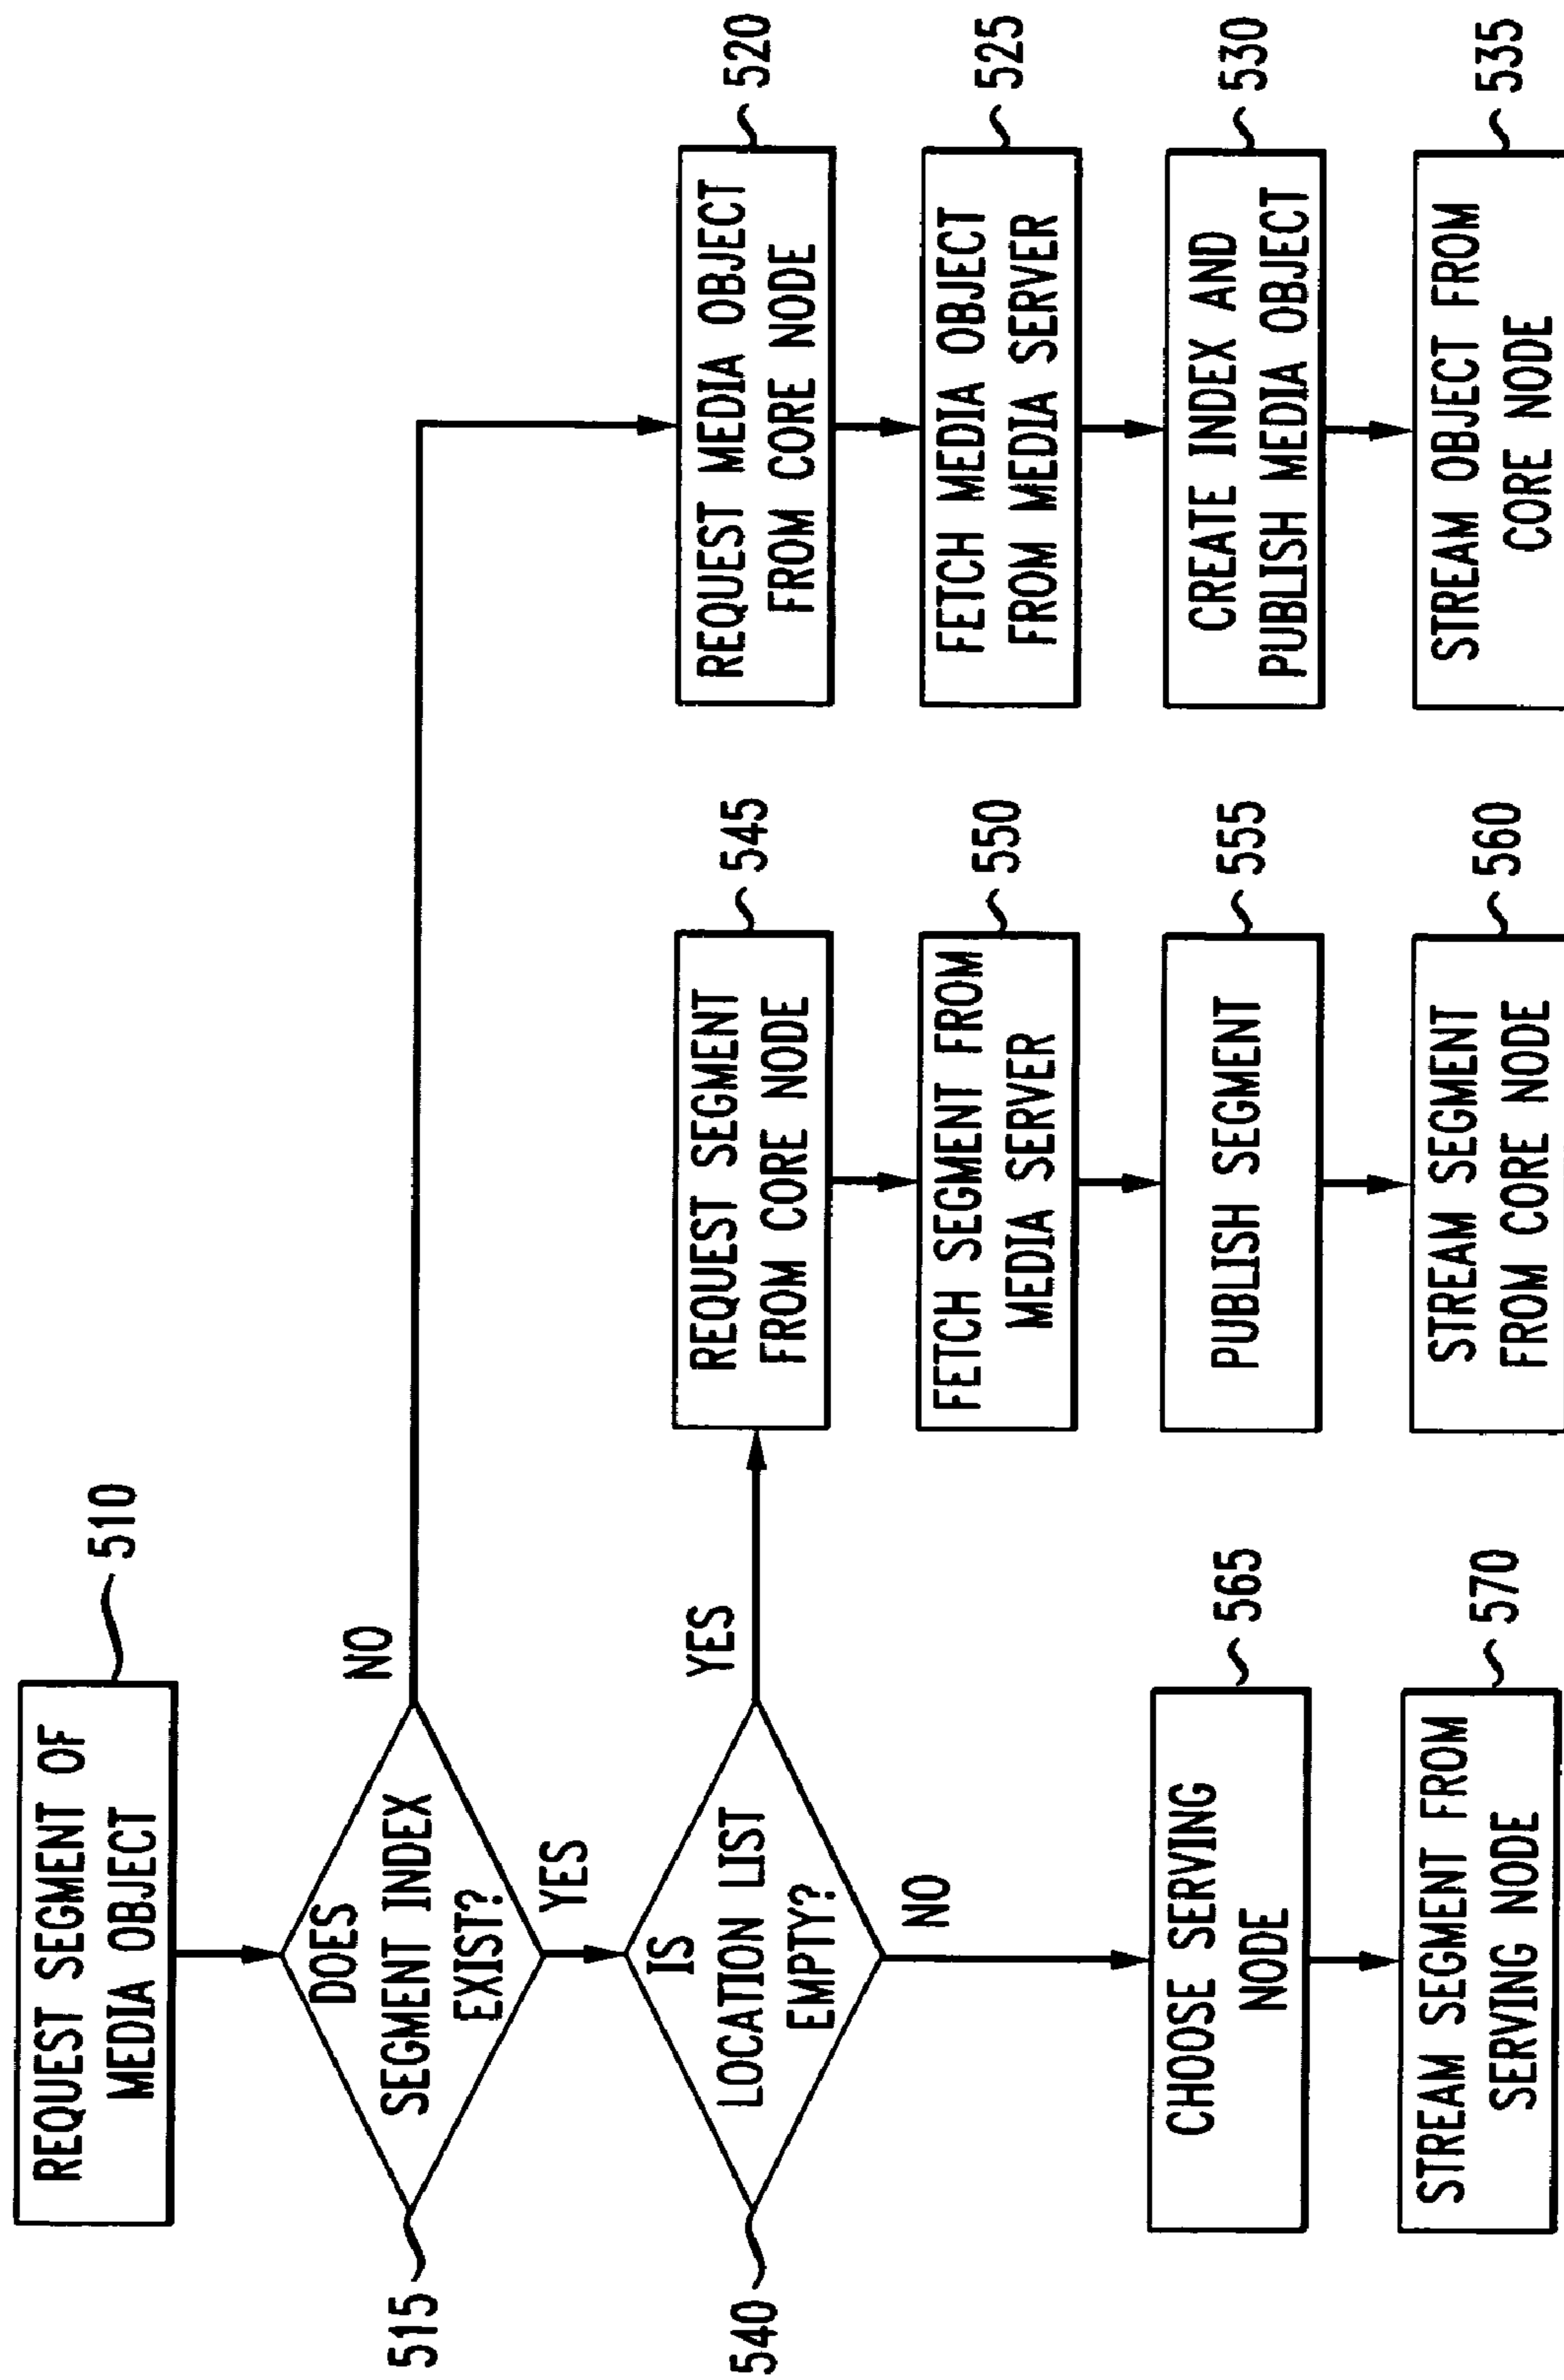 REQUEST SEGMENT OF
MEDIA OBJECT
510
DOES
SEGMENT INDEX
EXIST?
515
NO
YES
IS
LOCATION LIST
EMPTY?
540
YES
NO
REQUEST SEGMENT
FROM CORE NODE
545
REQUEST MEDIA OBJECT
FROM CORE NODE
520
FETCH SEGMENT FROM
MEDIA SERVER
550
FETCH MEDIA OBJECT
FROM MEDIA SERVER
525
CHOOSE SERVING
NODE
565
PUBLISH SEGMENT
555
CREATE INDEX AND
PUBLISH MEDIA OBJECT
530
STREAM SEGMENT FROM
SERVING NODE
570
STREAM SEGMENT
FROM CORE NODE
560
STREAM OBJECT FROM
CORE NODE
535